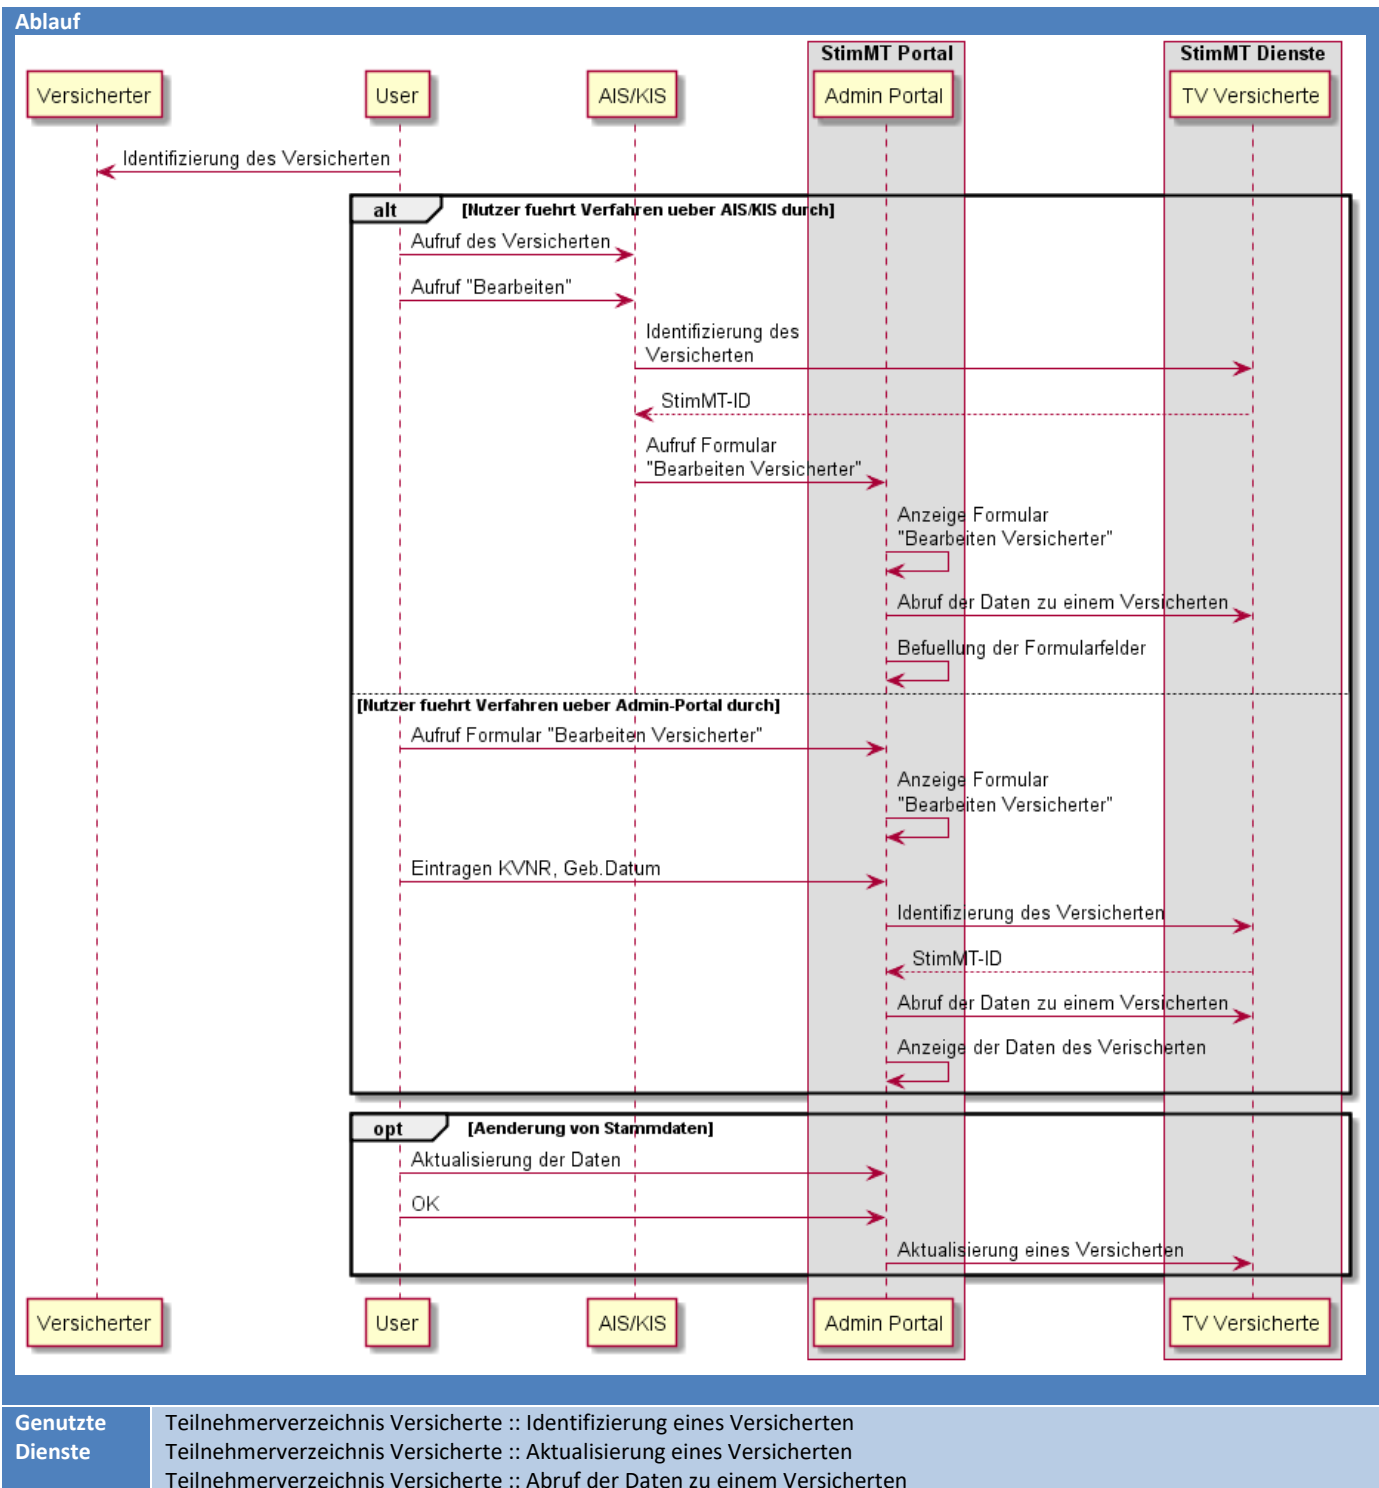 Ablauf
StimMT Portal
StimMT Dienste
Versicherter
User
AIS/KIS
Admin Portal
TV Versicherte
Identifizierung des Versicherten
alt
[Nutzer fuehrt Verfahren ueber AIS/KIS durch]
Aufruf des Versicherten
Aufruf "Bearbeiten"
Identifizierung des
Versicherten
StimMT-ID
Aufruf Formular
"Bearbeiten Versicherter"
Anzeige Formular
"Bearbeiten Versicherter"
Abruf der Daten zu einem Versicherten
Befuellung der Formularfelder
[Nutzer fuehrt Verfahren ueber Admin-Portal durch]
Aufruf Formular "Bearbeiten Versicherter"
Anzeige Formular
"Bearbeiten Versicherter"
Eintragen KVNR, Geb.Datum
Identifizierung des Versicherten
StimMT-ID
Abruf der Daten zu einem Versicherten
Anzeige der Daten des Verischerten
opt
[Aenderung von Stammdaten]
Aktualisierung der Daten
OK
Aktualisierung eines Versicherten
Versicherter
User
AIS/KIS
Admin Portal
TV Versicherte
Genutzte
Dienste
Teilnehmerverzeichnis Versicherte :: Identifizierung eines Versicherten
Teilnehmerverzeichnis Versicherte :: Aktualisierung eines Versicherten
Teilnehmerverzeichnis Versicherte :: Abruf der Daten zu einem Versicherten